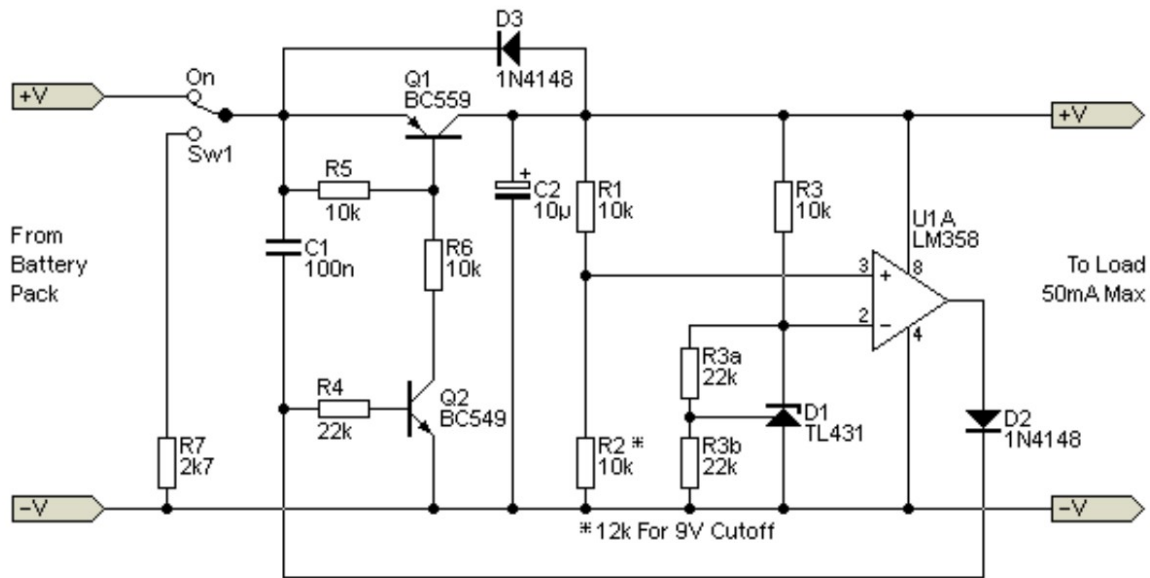 D3
1N4148
On
Q1
BC559
+V
+V
Sw1
R5
10k
+
C2
10µ
R1
10k
R3
10k
U1A
LM358
From
Battery
Pack
C1
100n
R6
10k
3
+
8
To Load
50mA Max
2
−
4
R3a
22k
R4
22k
Q2
BC549
D1
TL431
D2
1N4148
R7
2k7
R2 *
10k
R3b
22k
−V
−V
*12k For 9V Cutoff